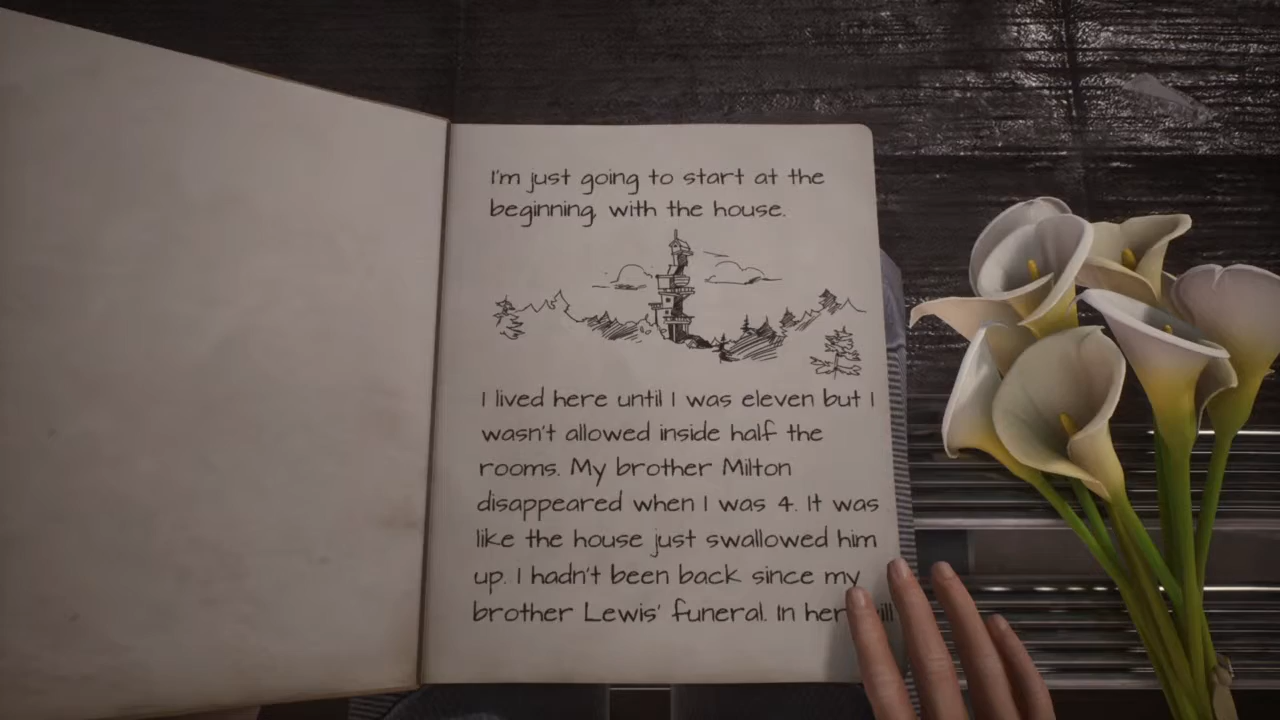 I'm just going to start at the
beginning, with the house.
I lived here until I was eleven but I
wasn't allowed inside half the
rooms. My brother Milton
disappeared when I was 4. It was
like the house just swallowed him
up. I hadn't been back since my
brother Lewis' funeral. In her